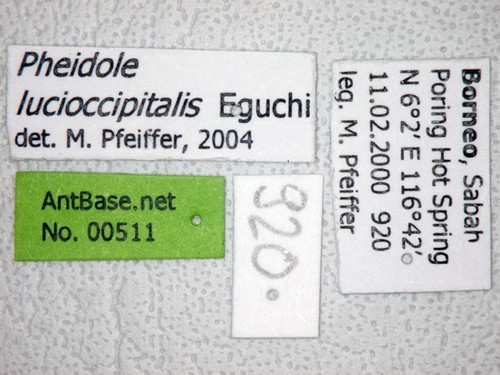 Pheidole
lucioccipitalis Eguchi
det. M. Pfeiffer, 2004
AntBase.net
No. 00511
920
Borneo, Sabah
Poring Hot Spring
N 6°2' E 116°42'
11.02.2000 920
leg. M. Pfeiffer